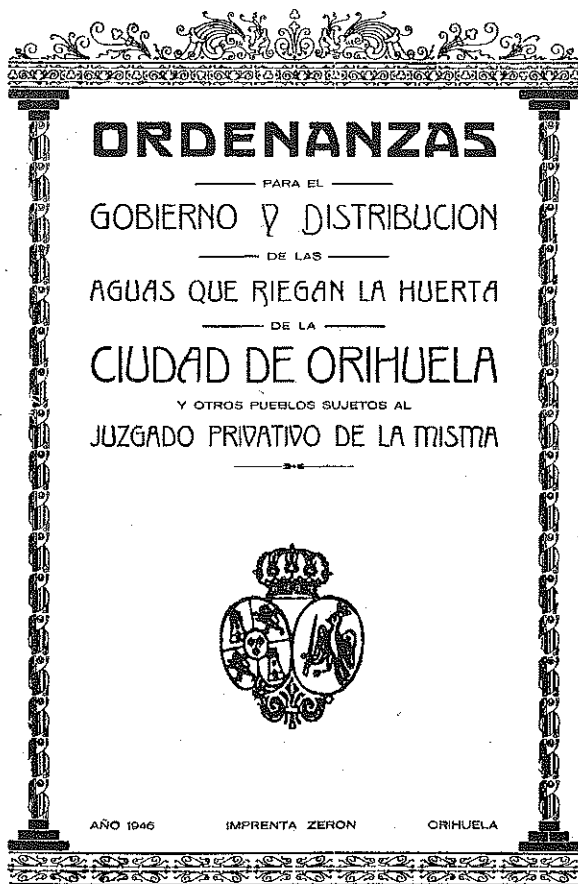 ORDENANZAS
PARA EL
GOBIERNO Y DISTRIBUCION
DE LAS
AGUAS QUE RIEGAN LA HUERTA
DE LA
CIUDAD DE ORIHUELA
Y OTROS PUEBLOS SUJETOS AL
JUZGADO PRIVATIVO DE LA MISMA
AÑO 1946 IMPRENTA ZERON ORIHUELA